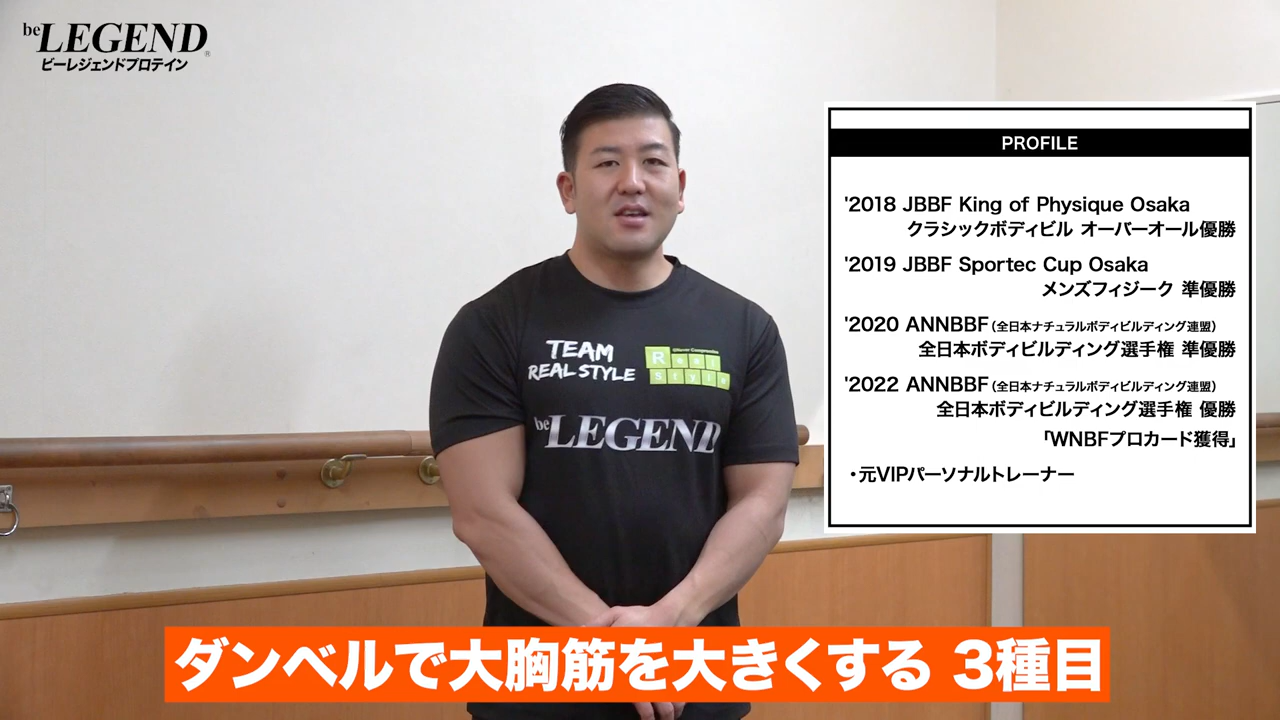 beLEGEND®
ビーレジェンドプロテイン
PROFILE
'2018 JBBF King of Physique Osaka
クラシックボディビル オーバーオール優勝
'2019 JBBF Sportec Cup Osaka
メンズフィジーク 準優勝
'2020 ANNBBF(全日本ナチュラルボディビルディング連盟)
全日本ボディビルディング選手権 準優勝
'2022 ANNBBF(全日本ナチュラルボディビルディング連盟)
全日本ボディビルディング選手権 優勝
「WNBFプロカード獲得」
・元VIPパーソナルトレーナー
TEAM
REAL STYLE
Real
Style
beLEGEND
ダンベルで大胸筋を大きくする 3種目